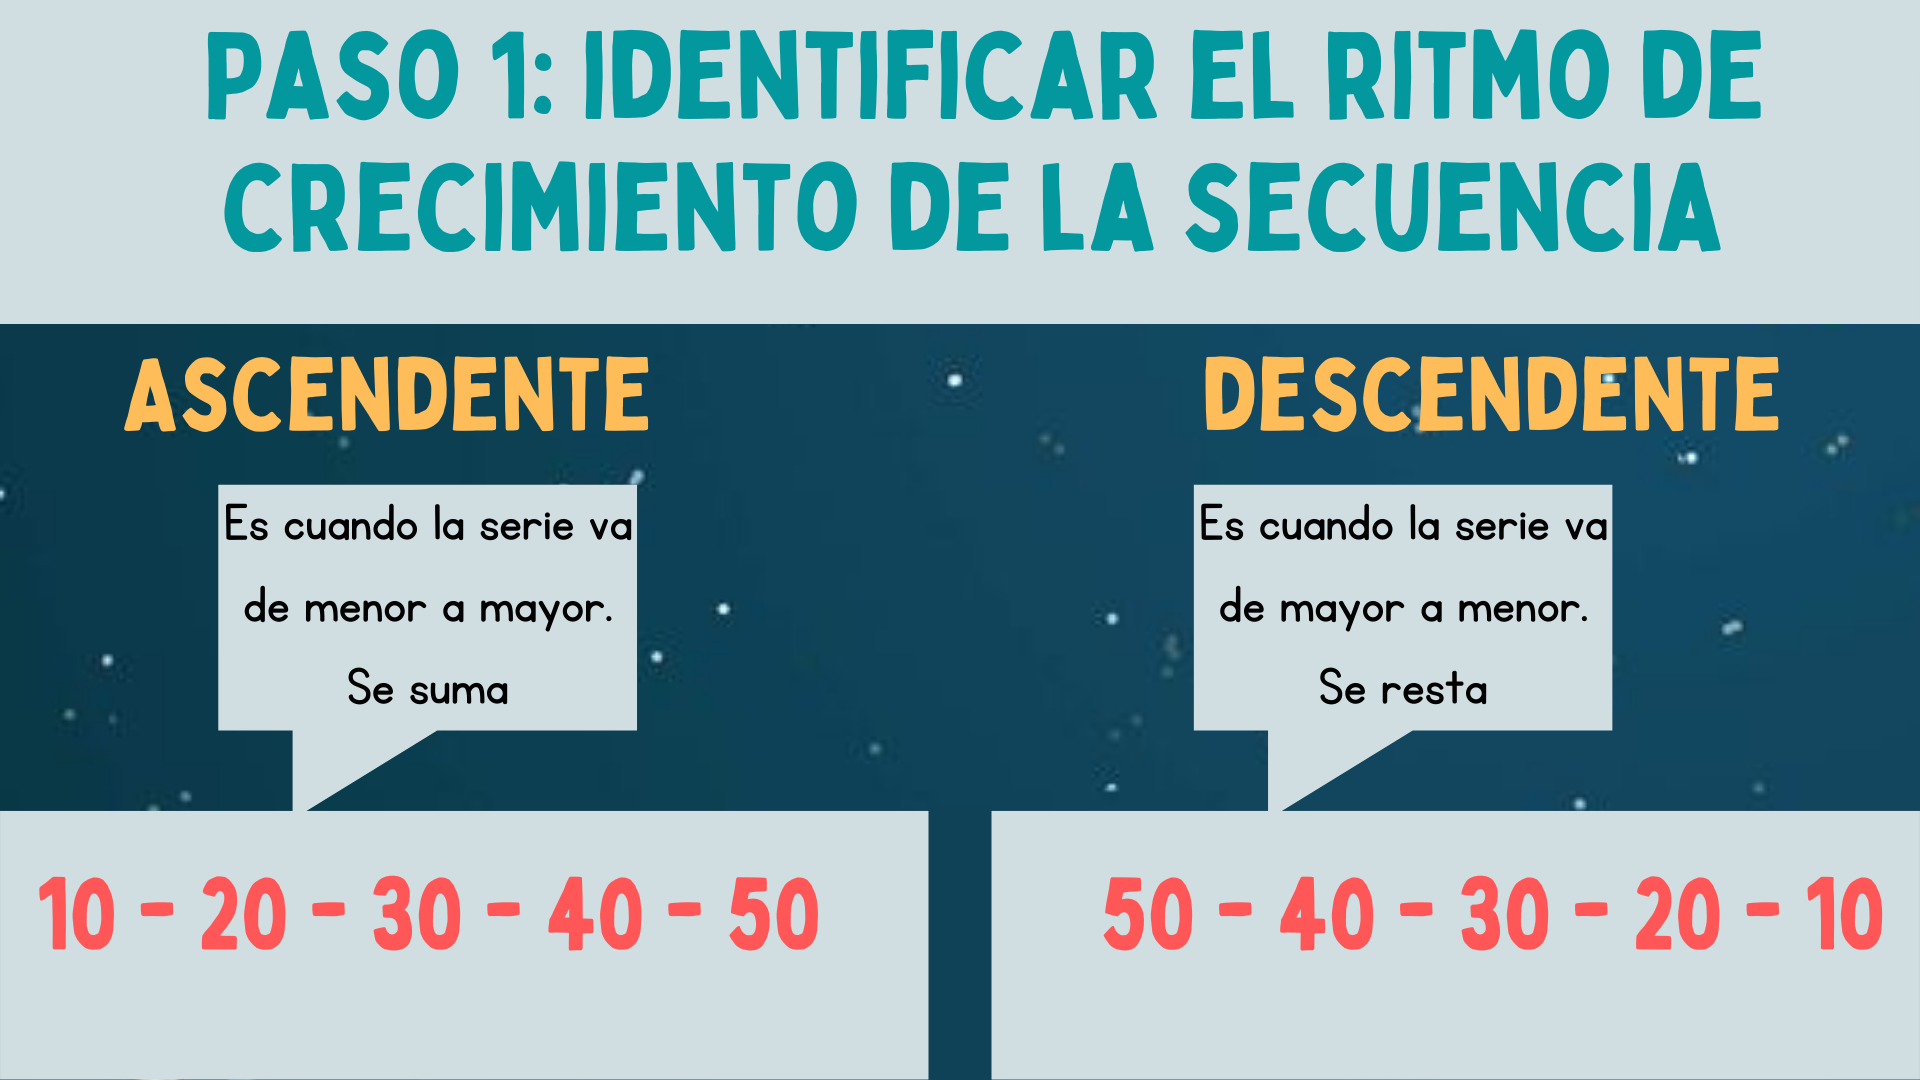 PASO 1: IDENTIFICAR EL RITMO DE
CRECIMIENTO DE LA SECUENCIA
ASCENDENTE
Es cuando la serie va
de menor a mayor.
Se suma
10 - 20 - 30 - 40 - 50
DESCENDENTE
Es cuando la serie va
de mayor a menor.
Se resta
50 - 40 - 30 - 20 - 10